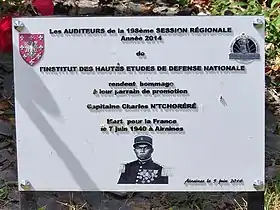 Les AUDITEURS de la 198ème SESSION RÉGIONALE
Année 2014
de
l'INSTITUT DES HAUTES ETUDES DE DEFENSE NATIONALE
rendent hommage
à leur parrain de promotion
Capitaine Charles N'TCHORÉRÉ
Mort pour la France
le 7 juin 1940 à Airaines
Airaines le 5 juin 2014